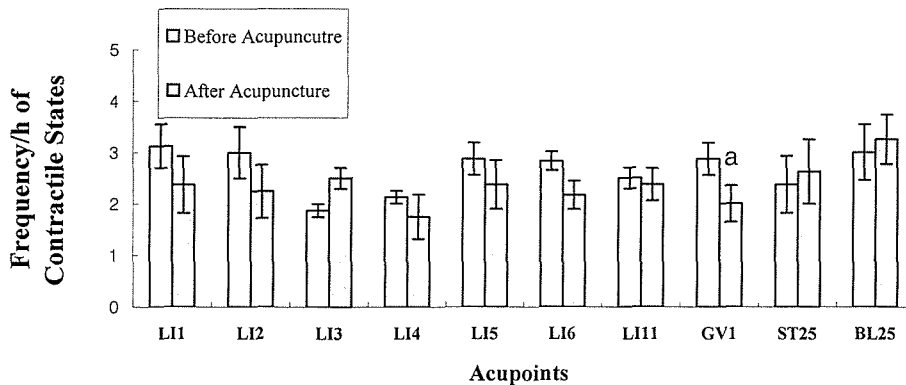 Before Acupuncutre
After Acupuncture
Frequency/h of
Contractile States
5
4
3
2
1
0
a
LI1 LI2 LI3 LI4 LI5 LI6 LI11 GV1 ST25 BL25
Acupoints